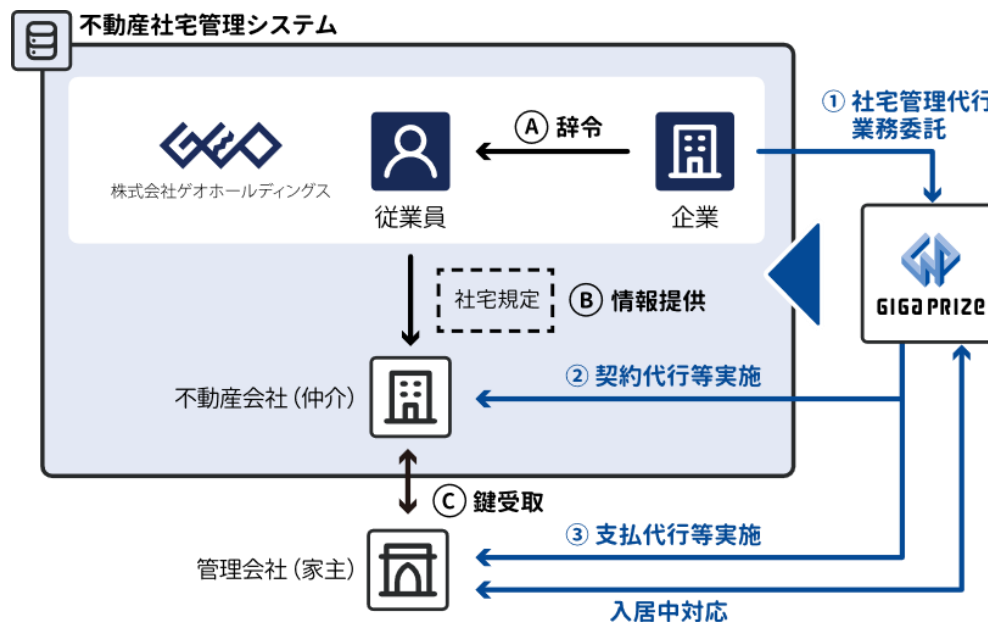 不動産社宅管理システム
① 社宅管理代行
業務委託
Ⓐ 辞令
GEO
株式会社ゲオホールディングス
従業員
企業
社宅規定
Ⓑ 情報提供
GIGA PRIZE
② 契約代行等実施
不動産会社(仲介)
Ⓒ 鍵受取
③ 支払代行等実施
管理会社(家主)
入居中対応